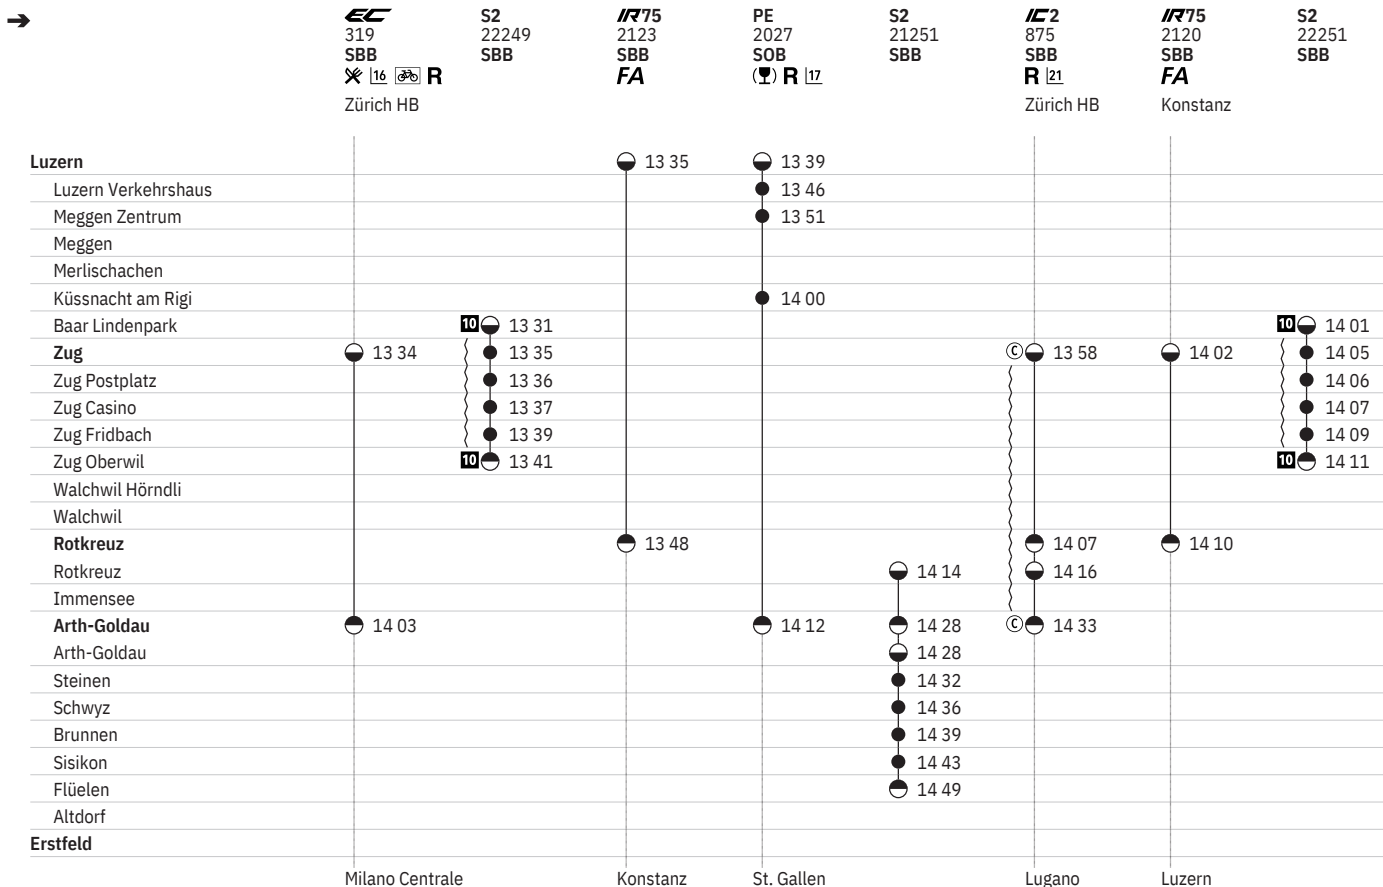 ➔ EC S2 IR75 PE S2 IC2 IR75 S2
319 22249 2123 2027 21251 875 2120 22251
SBB SBB SBB SOB SBB SBB SBB SBB
16 R FA R 17 R 21 FA
Zürich HB Zürich HB Konstanz
Luzern 13 35 13 39
Luzern Verkehrshaus 13 46
Meggen Zentrum 13 51
Meggen
Merlischachen
Küssnacht am Rigi 14 00
Baar Lindenpark 10 13 31 10 14 01
Zug 13 34 13 35 C 13 58 14 02 14 05
Zug Postplatz 13 36 14 06
Zug Casino 13 37 14 07
Zug Fridbach 13 39 14 09
Zug Oberwil 10 13 41 10 14 11
Walchwil Hörndli
Walchwil
Rotkreuz 13 48 14 07 14 10
Rotkreuz 14 14 14 16
Immensee
Arth-Goldau 14 03 14 12 14 28 C 14 33
Arth-Goldau 14 28
Steinen 14 32
Schwyz 14 36
Brunnen 14 39
Sisikon 14 43
Flüelen 14 49
Altdorf
Erstfeld
Milano Centrale Konstanz St. Gallen Lugano Luzern